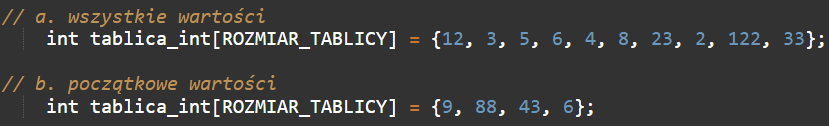 // a. wszystkie wartości
int tablica_int[ROZMIAR_TABLICY] = {12, 3, 5, 6, 4, 8, 23, 2, 122, 33};
// b. początkowe wartości
int tablica_int[ROZMIAR_TABLICY] = {9, 88, 43, 6};